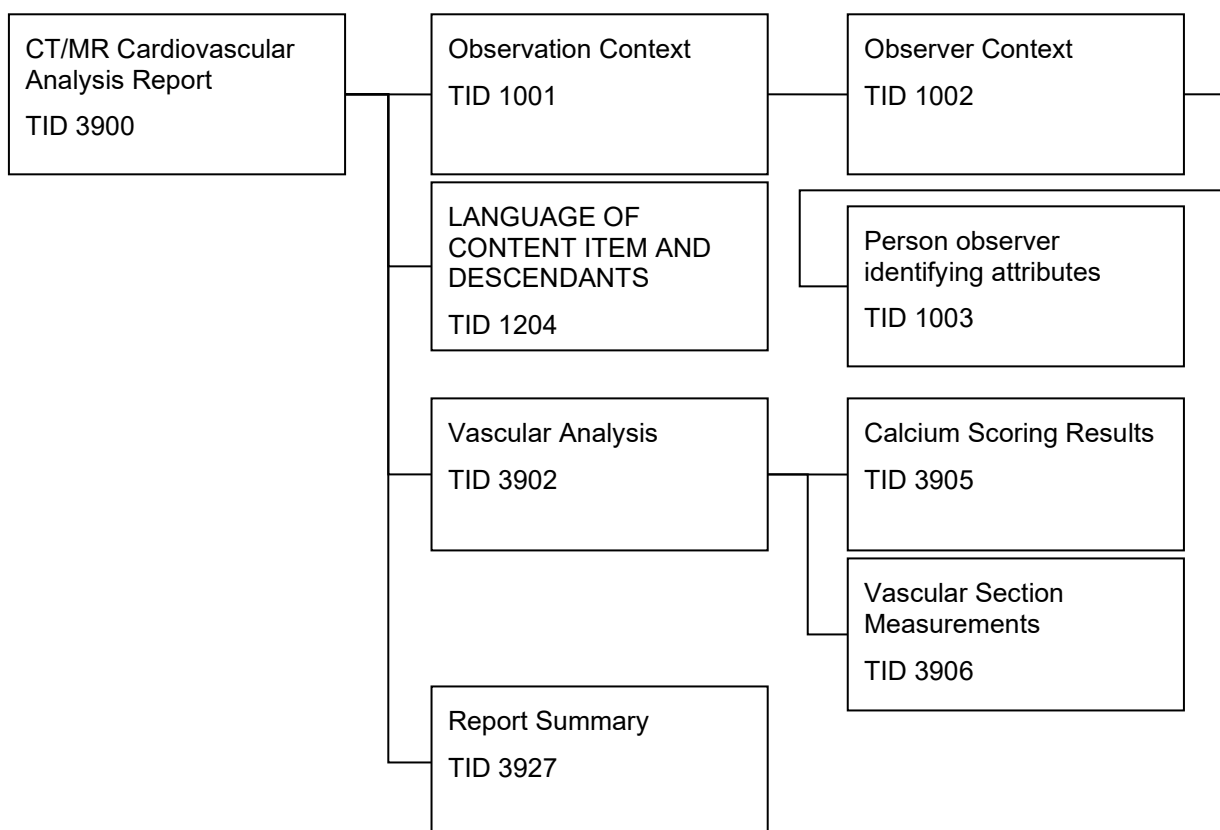 CT/MR Cardiovascular
Analysis Report
TID 3900
Observation Context
TID 1001
Observer Context
TID 1002
LANGUAGE OF
CONTENT ITEM AND
DESCENDANTS
TID 1204
Person observer
identifying attributes
TID 1003
Vascular Analysis
TID 3902
Calcium Scoring Results
TID 3905
Vascular Section
Measurements
TID 3906
Report Summary
TID 3927